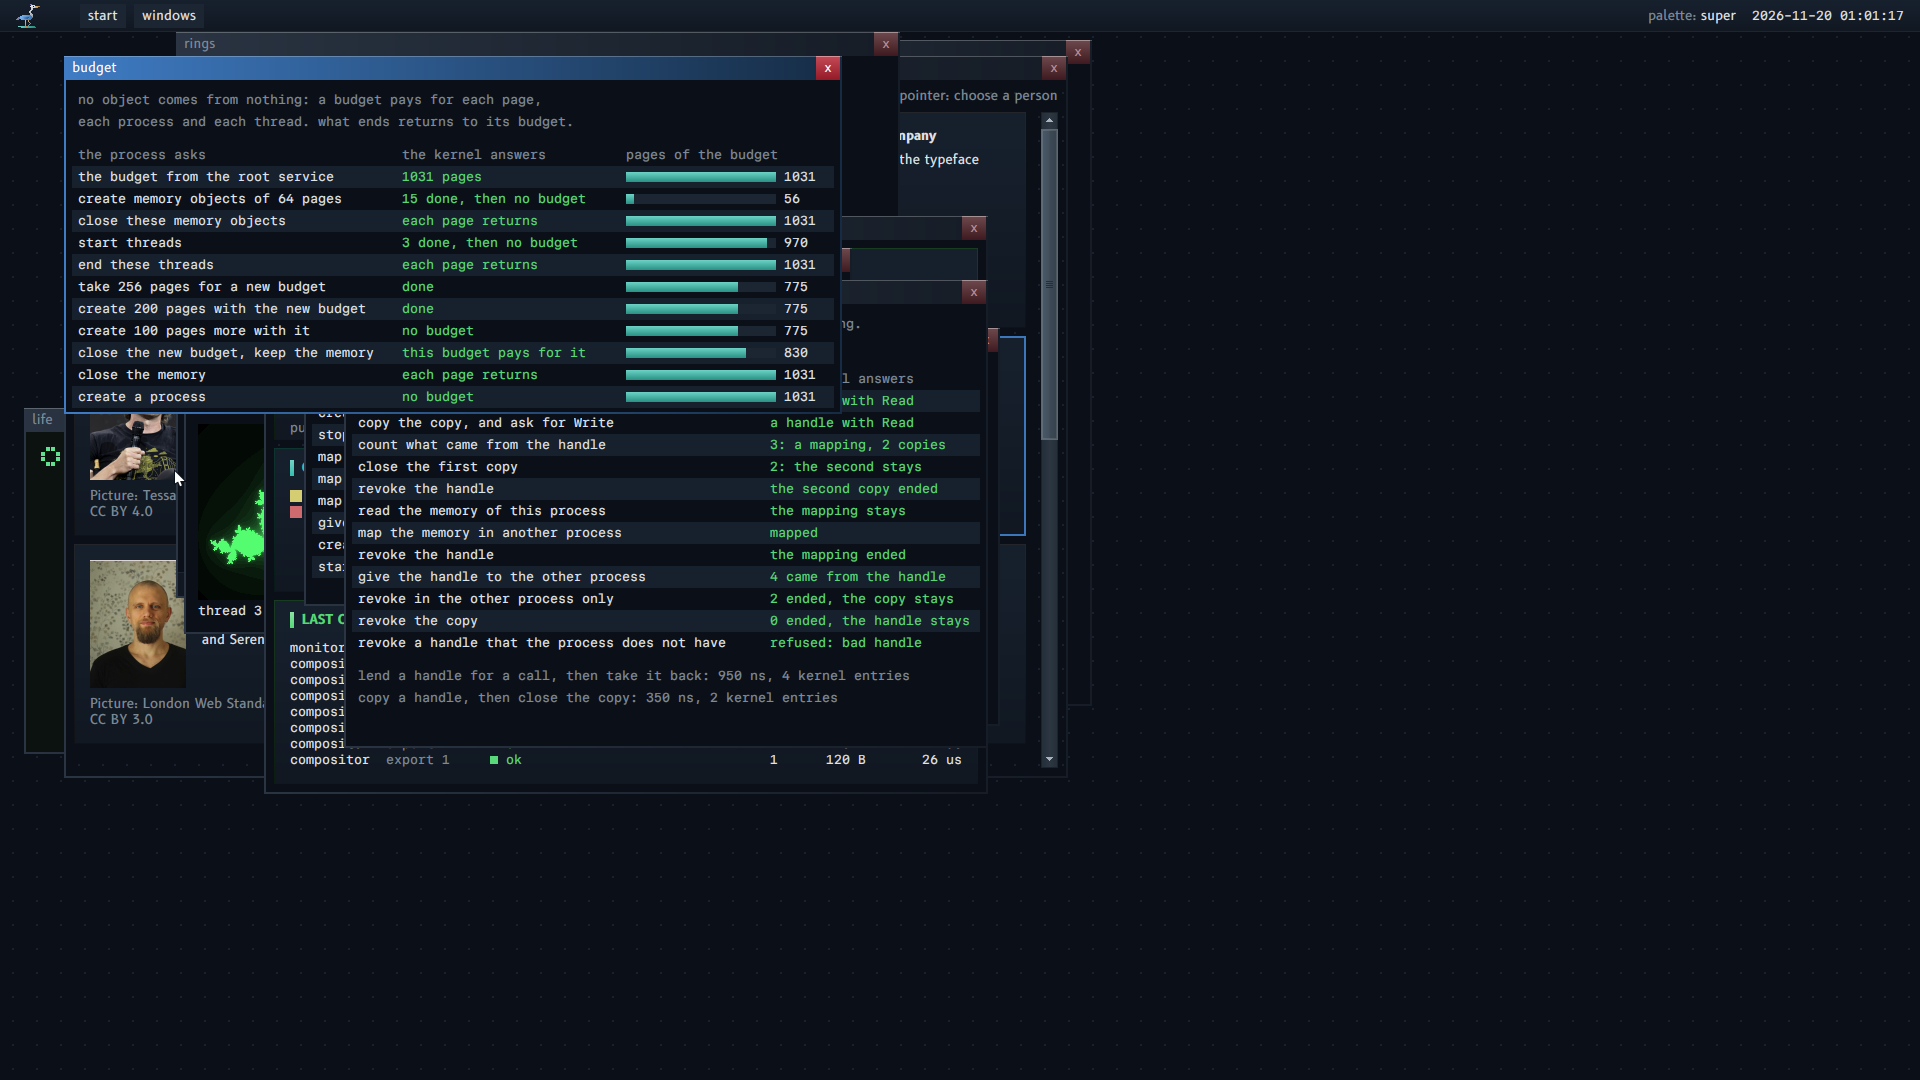 start windows palette: super 2026-11-20 01:01:17
rings x
x
budget x
x
no object comes from nothing: a budget pays for each page,
each process and each thread. what ends returns to its budget.
pointer: choose a person
the typeface
the process asks the kernel answers pages of the budget
the budget from the root service 1031 pages 1031
create memory objects of 64 pages 15 done, then no budget 56
close these memory objects each page returns 1031
start threads 3 done, then no budget 970
end these threads each page returns 1031
take 256 pages for a new budget done 775
create 200 pages with the new budget done 775
create 100 pages more with it no budget 775
close the new budget, keep the memory this budget pays for it 830
close the memory each page returns 1031
create a process no budget 1031
x
x
answers
with Read
life
copy the copy, and ask for Write a handle with Read
count what came from the handle 3: a mapping, 2 copies
close the first copy 2: the second stays
revoke the handle the second copy ended
read the memory of this process the mapping stays
map the memory in another process mapped
revoke the handle the mapping ended
give the handle to the other process 4 came from the handle
revoke in the other process only 2 ended, the copy stays
revoke the copy 0 ended, the handle stays
revoke a handle that the process does not have refused: bad handle
lend a handle for a call, then take it back: 950 ns, 4 kernel entries
copy a handle, then close the copy: 350 ns, 2 kernel entries
map
map
map
Picture: Tessa
CC BY 4.0
thread 3
and Seren
Picture: London Web
CC BY 3.0
LAST
monitor
compositor export 1 ok 1 120 B 26 us